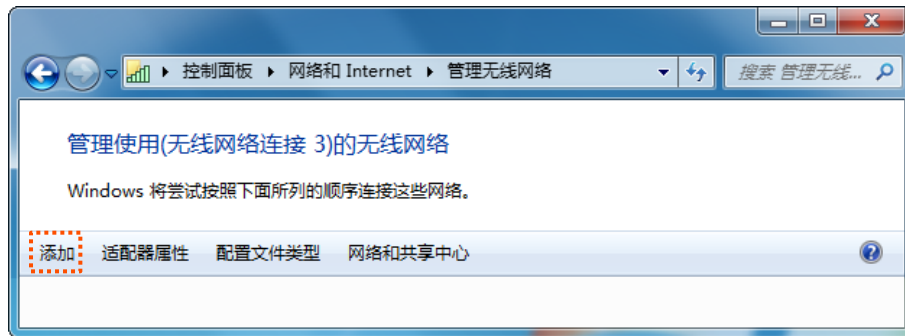 控制面板 网络和 Internet 管理无线网络 搜索 管理无线...
管理使用(无线网络连接 3)的无线网络
Windows 将尝试按照下面所列的顺序连接这些网络。
添加 适配器属性 配置文件类型 网络和共享中心